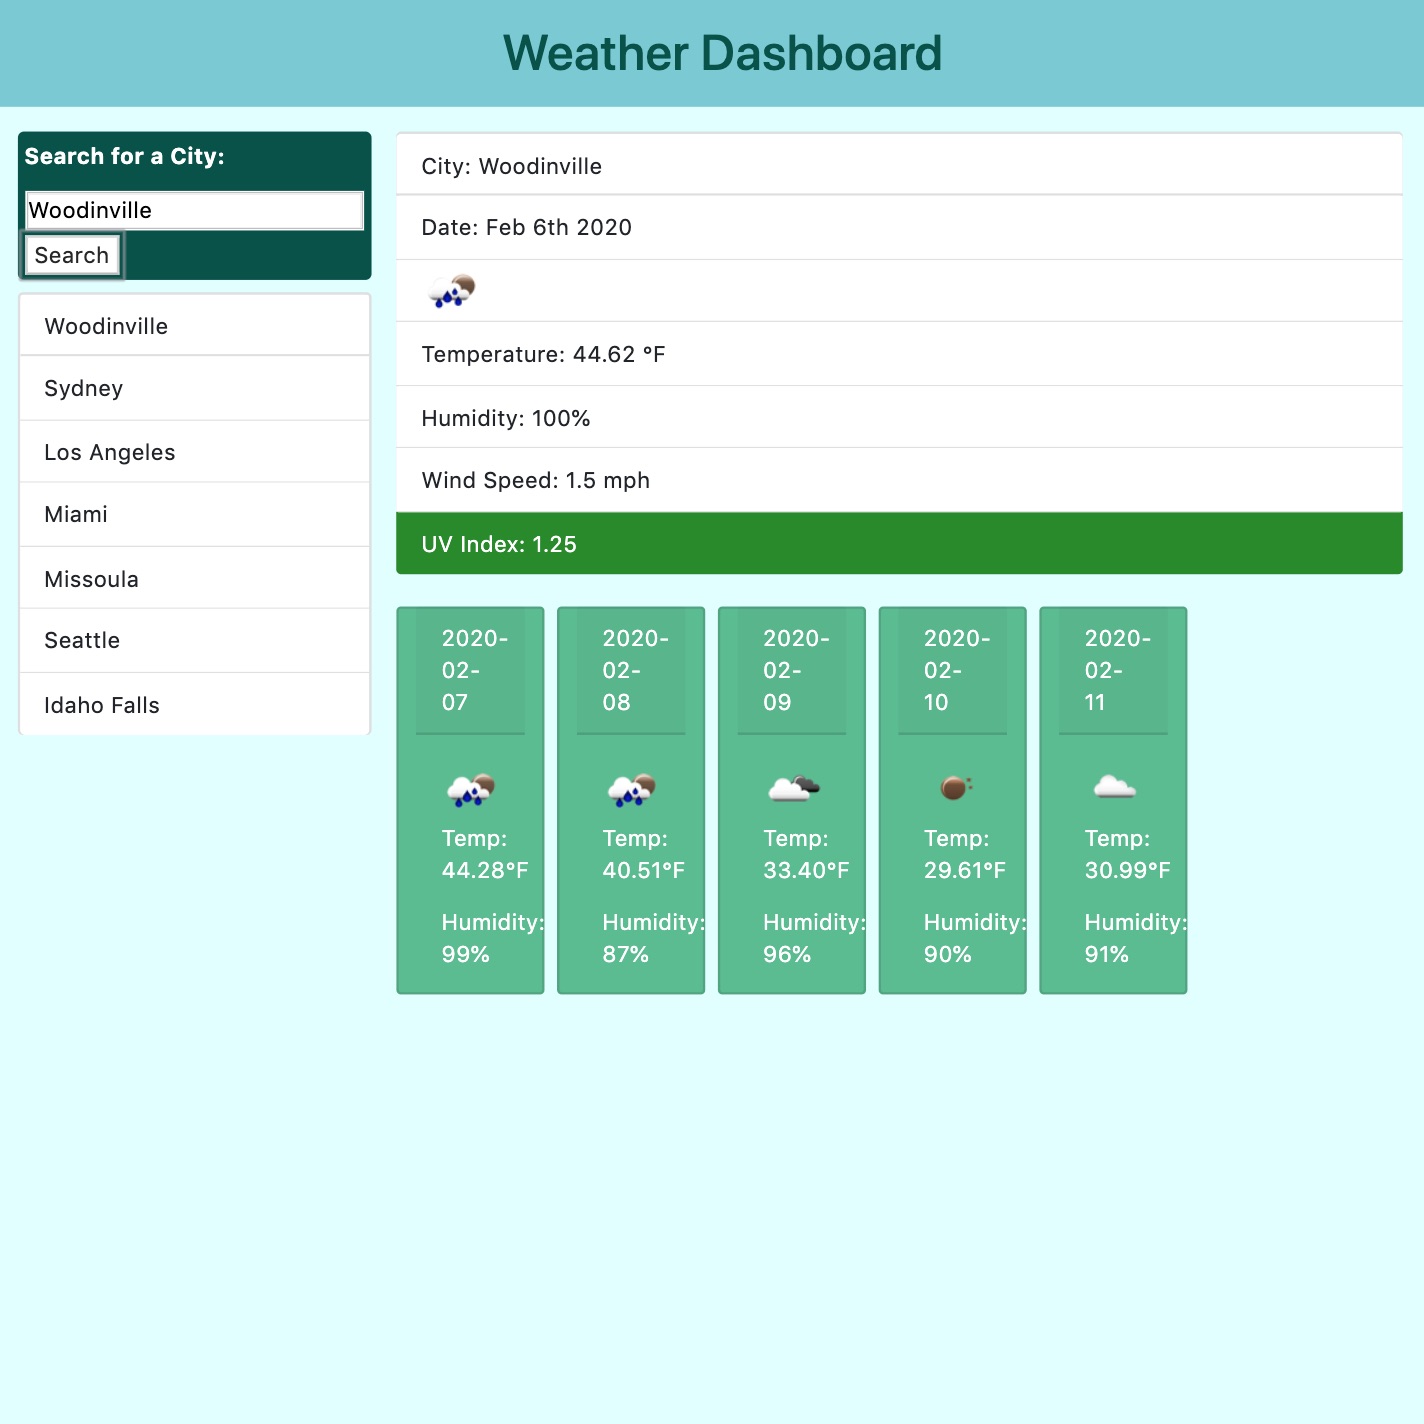 Weather Dashboard
Search for a City:
Woodinville
Search
Woodinville
Sydney
Los Angeles
Miami
Missoula
Seattle
Idaho Falls
City: Woodinville
Date: Feb 6th 2020
Temperature: 44.62 °F
Humidity: 100%
Wind Speed: 1.5 mph
UV Index: 1.25
2020-
02-
07
Temp:
44.28°F
Humidity:
99%
2020-
02-
08
Temp:
40.51°F
Humidity:
87%
2020-
02-
09
Temp:
33.40°F
Humidity:
96%
2020-
02-
10
Temp:
29.61°F
Humidity:
90%
2020-
02-
11
Temp:
30.99°F
Humidity:
91%